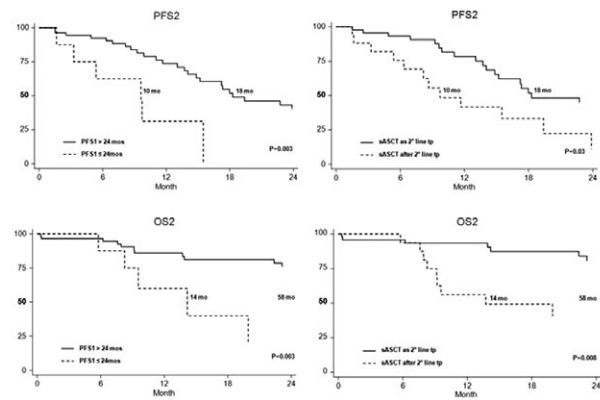 PFS2
100
75
50
25
0
10 mo
18 mo
PFS1 > 24 mos
PFS1 ≤ 24mos
P=0.003
0 6 12 18 24
Month
PFS2
100
75
50
25
0
10 mo
18 mo
sASCT as 2° line tp
sASCT after 2° line tp
P=0.03
0 6 12 18 24
Month
OS2
100
75
50
25
0
14 mo
58 mo
PFS1 > 24 mos
PFS1 ≤ 24mos
P=0.003
0 6 12 18 24
Month
OS2
100
75
50
25
0
14 mo
58 mo
sASCT as 2° line tp
sASCT after 2° line tp
P=0.008
0 6 12 18 24
Month